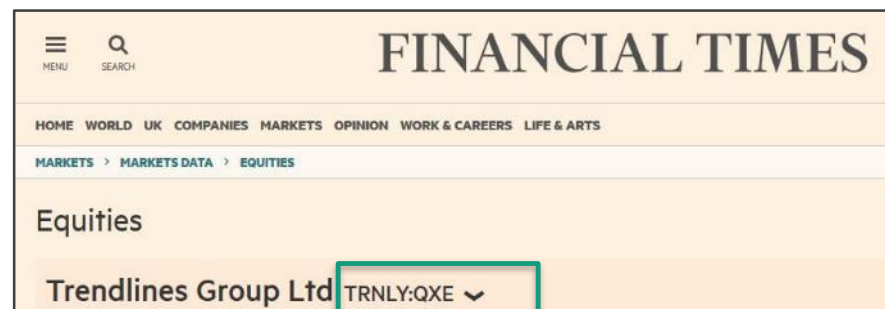 FINANCIAL TIMES
MENU SEARCH
HOME WORLD UK COMPANIES MARKETS OPINION WORK & CAREERS LIFE & ARTS
MARKETS > MARKETS DATA > EQUITIES
Equities
Trendlines Group Ltd TRNLY:QXE